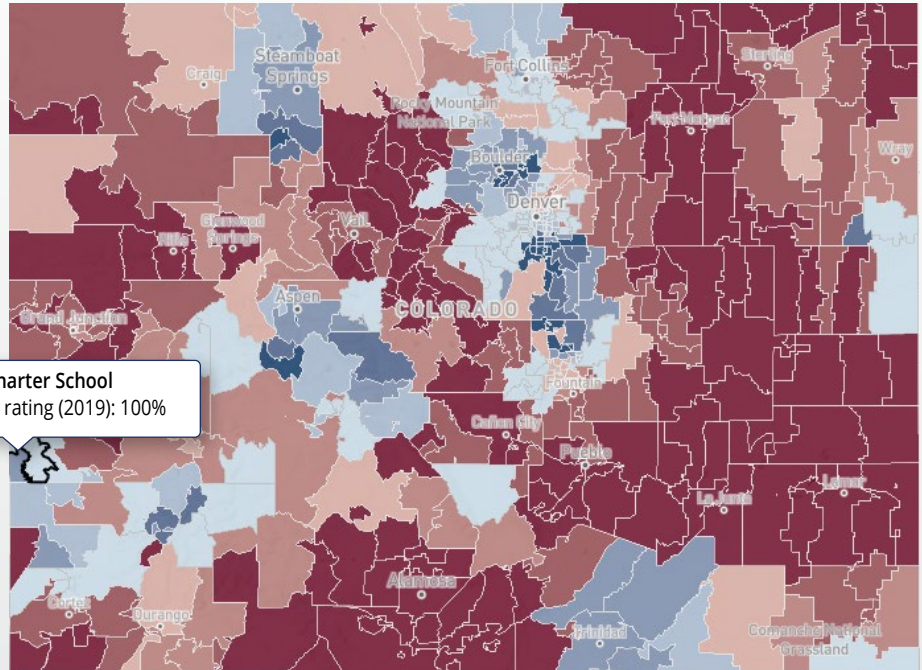 Steamboat
Springs
Craig
Fort Collins
Sterling
Rocky Mountain
National Park
Fort Morgan
Boulder
Wray
Denver
Glenwood
Springs
Vail
Rifle
Aspen
COLORADO
Grand Junction
harter School
rating (2019): 100%
Fountain
Cañon City
Pueblo
La Junta
Lamar
Alamosa
Cortez
Durango
Trinidad
Comanche National
Grassland